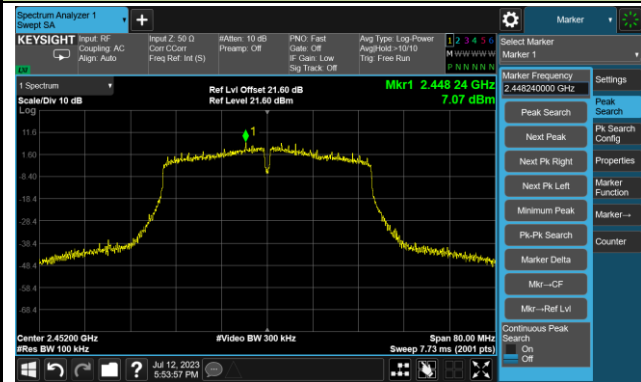 Spectrum Analyzer 1
Swept SA
Marker
KEYSIGHT
Input: RF
Coupling: AC
Align: Auto
Input Z: 50 Ω
Corr CCorr
Freq Ref: Int (S)
#Atten: 10 dB
Preamp: Off
PNO: Fast
Gate: Off
IF Gain: Low
Sig Track: Off
Avg Type: Log-Power
Avg|Hold:>10/10
Trig: Free Run
1 2 3 4 5 6
M W W W W W
P N N N N N
Select Marker
Marker 1
1 Spectrum
Scale/Div 10 dB
Log
Ref Lvl Offset 21.60 dB
Ref Level 21.60 dBm
Mkr1 2.448 24 GHz
7.07 dBm
1
11.6
1.60
-8.40
-18.4
-28.4
-38.4
-48.4
-58.4
-68.4
Center 2.45200 GHz
#Res BW 100 kHz
#Video BW 300 kHz
Span 80.00 MHz
Sweep 7.73 ms (2001 pts)
Marker Frequency
2.448240000 GHz
Peak Search
Next Peak
Next Pk Right
Next Pk Left
Minimum Peak
Pk-Pk Search
Marker Delta
Mkr→CF
Mkr→Ref Lvl
Continuous Peak
Search
On
Off
Settings
Peak
Search
Pk Search
Config
Properties
Marker
Function
Marker→
Counter
Jul 12, 2023
5:53:57 PM